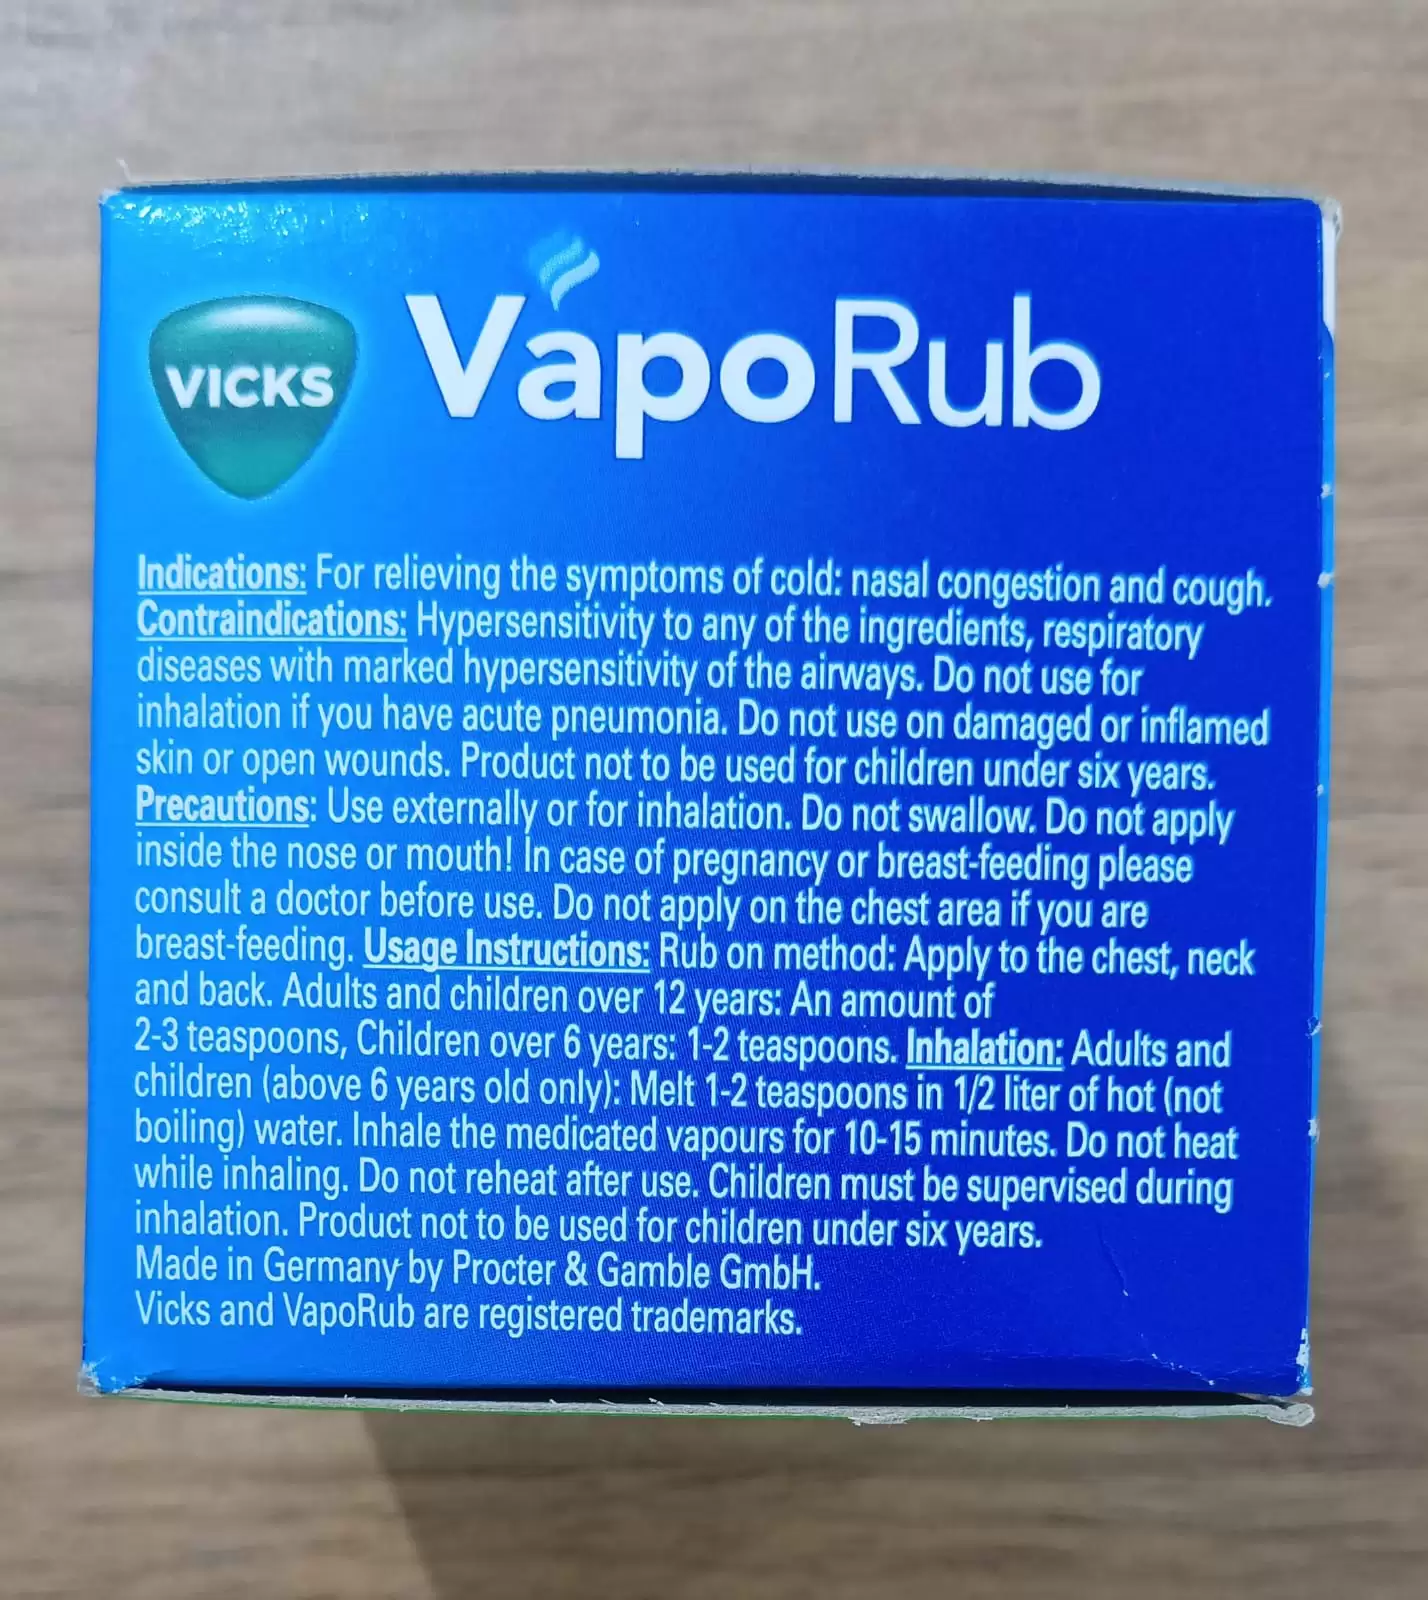 VICKS
VapoRub
Indications: For relieving the symptoms of cold: nasal congestion and cough.
Contraindications: Hypersensitivity to any of the ingredients, respiratory
diseases with marked hypersensitivity of the airways. Do not use for
inhalation if you have acute pneumonia. Do not use on damaged or inflamed
skin or open wounds. Product not to be used for children under six years.
Precautions: Use externally or for inhalation. Do not swallow. Do not apply
inside the nose or mouth! In case of pregnancy or breast-feeding please
consult a doctor before use. Do not apply on the chest area if you are
breast-feeding. Usage Instructions: Rub on method: Apply to the chest, neck
and back. Adults and children over 12 years: An amount of
2-3 teaspoons, Children over 6 years: 1-2 teaspoons. Inhalation: Adults and
children (above 6 years old only): Melt 1-2 teaspoons in 1/2 liter of hot (not
boiling) water. Inhale the medicated vapours for 10-15 minutes. Do not heat
while inhaling. Do not reheat after use. Children must be supervised during
inhalation. Product not to be used for children under six years.
Made in Germany by Procter & Gamble GmbH.
Vicks and VapoRub are registered trademarks.